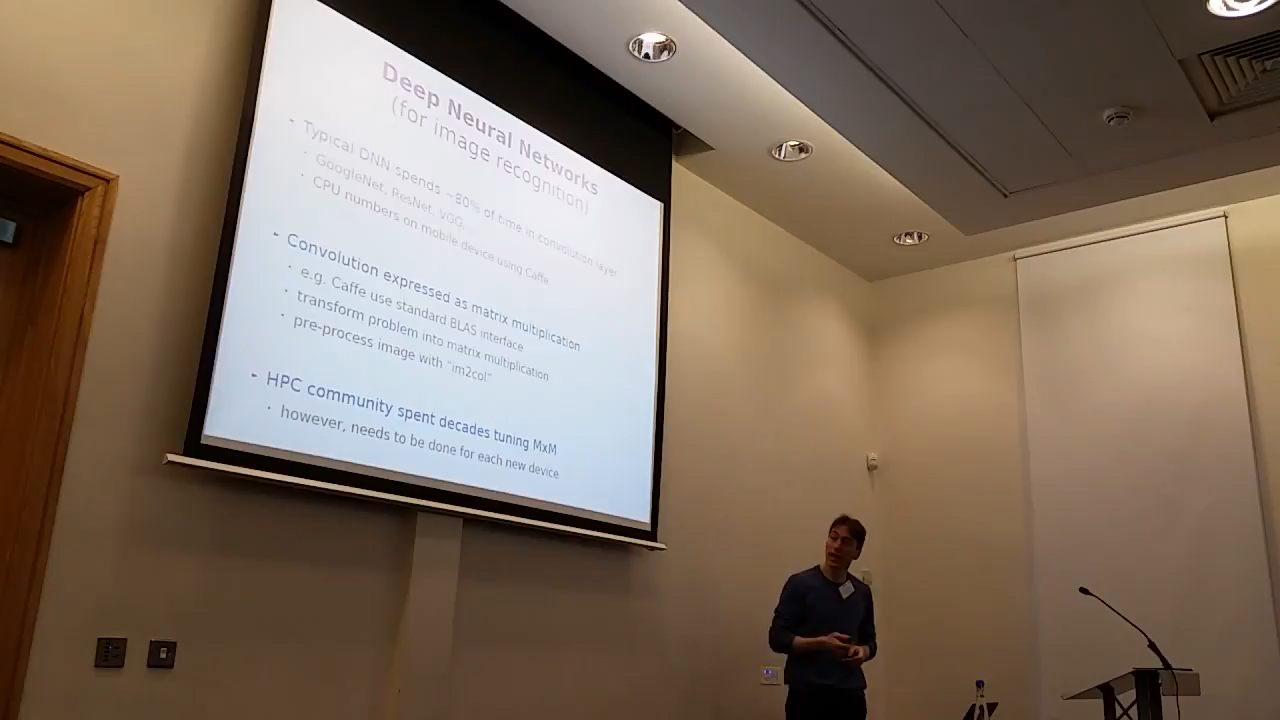 Deep Neural Networks
(for image recognition)
Typical DNN spends ~80% of time in convolution layer
GoogleNet, ResNet, VGG...
CPU numbers on mobile device using Caffe
Convolution expressed as matrix multiplication
e.g. Caffe use standard BLAS interface
transform problem into matrix multiplication
pre-process image with "im2col"
HPC community spent decades tuning MxM
however, needs to be done for each new device